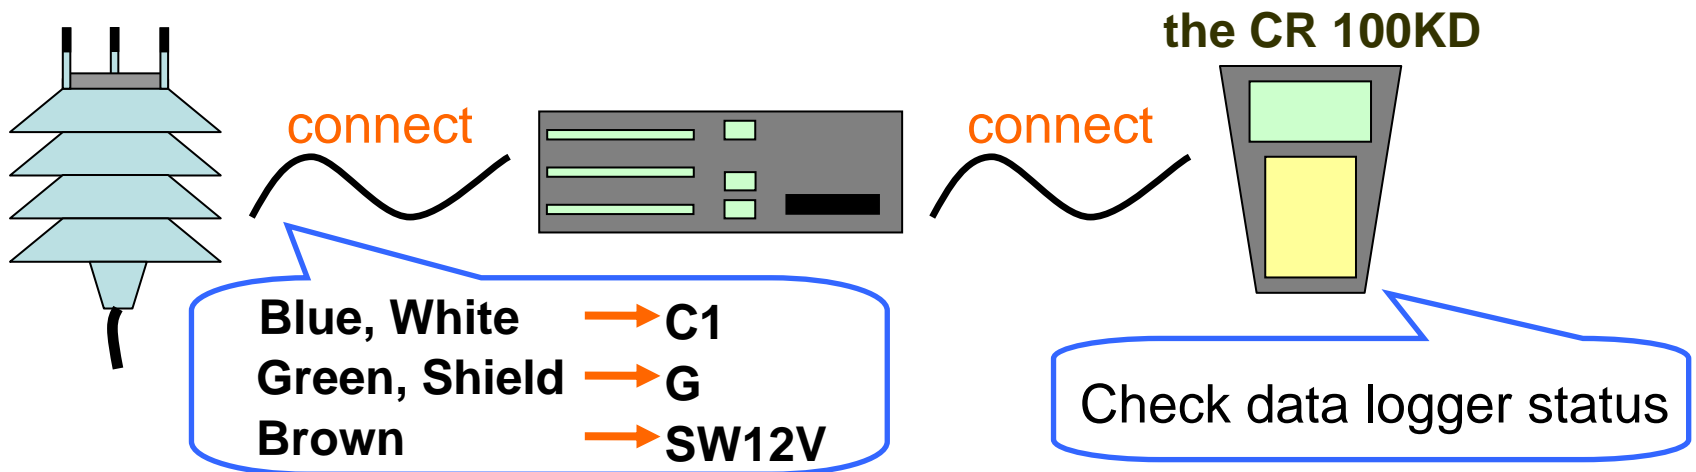 the CR 100KD
connect
connect
Blue, White C1
Green, Shield G
Brown SW12V
Check data logger status